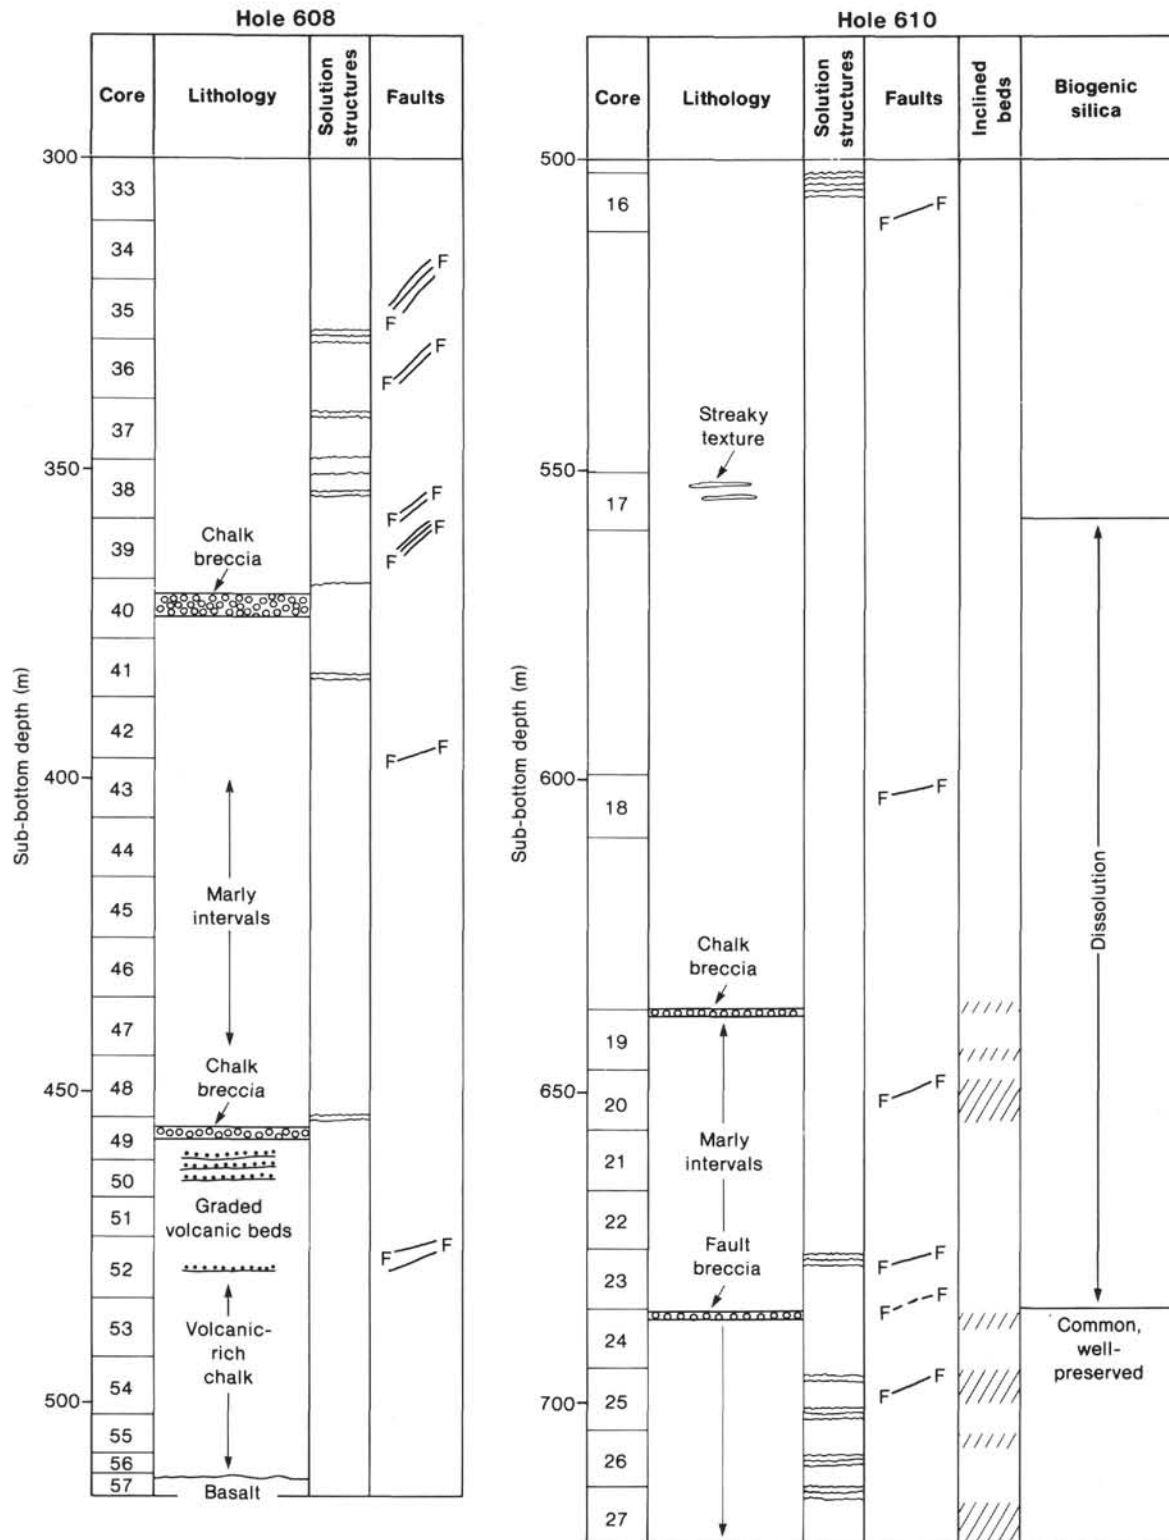 Hole 608
Core
Lithology
Solution
structures
Faults
Sub-bottom depth (m)
300
350
400
450
500
33
34
35
36
37
38
39
40
41
42
43
44
45
46
47
48
49
50
51
52
53
54
55
56
57
Chalk
breccia
Marly
intervals
Chalk
breccia
Graded
volcanic beds
Volcanic-
rich
chalk
Basalt
F
F
F
F
F
F
F
F
F
F
F
F
Hole 610
Core
Lithology
Solution
structures
Faults
Inclined
beds
Biogenic
silica
Sub-bottom depth (m)
500
550
600
650
700
16
17
18
19
20
21
22
23
24
25
26
27
Streaky
texture
Chalk
breccia
Marly
intervals
Fault
breccia
F
F
F
F
F
F
F
F
F
F
F
F
Dissolution
Common,
well-
preserved